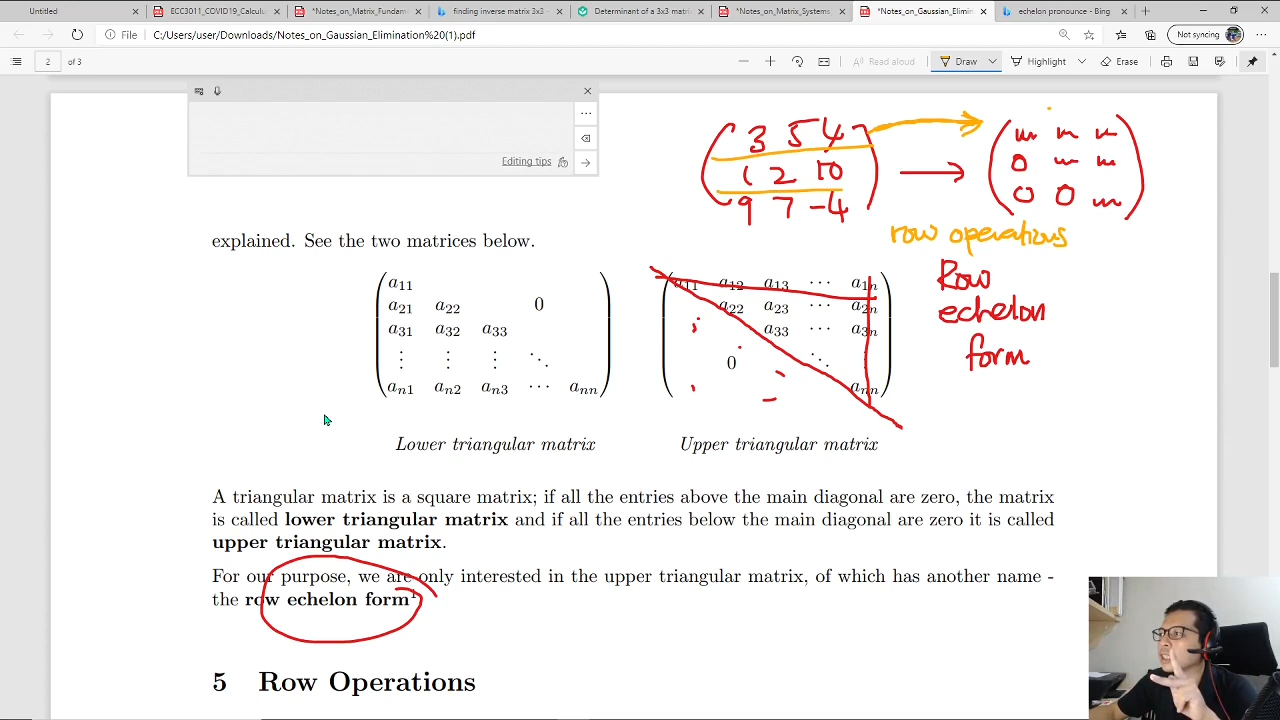 Untitled
ECC3011_COVID19_Calculu
*Notes_on_Matrix_Fundam
finding inverse matrix 3x3 -
Determinant of a 3x3 matri
*Notes_on_Matrix_Systems
*Notes_on_Gaussian_Elimin
echelon pronounce - Bing
File
C:/Users/user/Downloads/Notes_on_Gaussian_Elimination%20(1).pdf
Not syncing
2 of 3
Read aloud
Draw
Highlight
Erase
Editing tips
3 5 4
1 2 10
9 7 -4
0
0 0
row operations
Row
echelon
form
explained. See the two matrices below.
a11
a21 a22 0
a31 a32 a33
⋮ ⋮ ⋮ ⋱
an1 an2 an3 ⋯ ann
a11 a12 a13 ⋯ a1n
a22 a23 ⋯ a2n
a33 ⋯ a3n
0 ⋱
ann
Lower triangular matrix
Upper triangular matrix
A triangular matrix is a square matrix; if all the entries above the main diagonal are zero, the matrix
is called lower triangular matrix and if all the entries below the main diagonal are zero it is called
upper triangular matrix.
For our purpose, we are only interested in the upper triangular matrix, of which has another name -
the row echelon form1
5 Row Operations